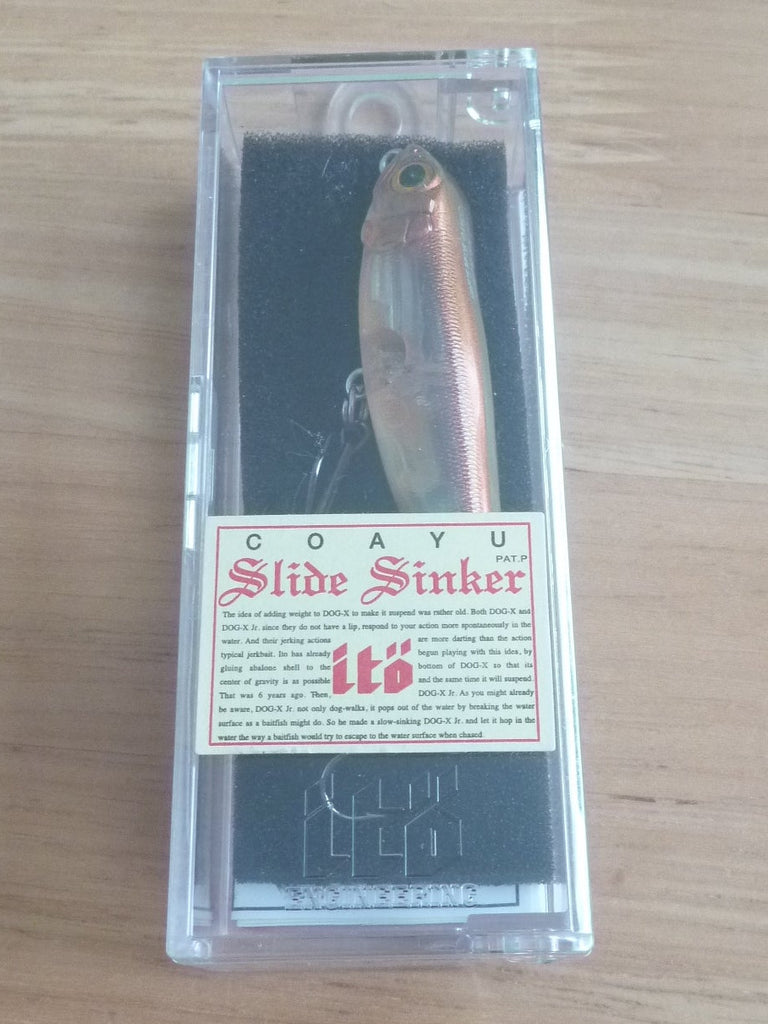 COAYU
PAT.P
Slide Sinker
The idea of adding weight to DOG-X to make it suspend was rather old. Both DOG-X and
DOG-X Jr. since they do not have a lip, respond to your action more spontaneously in the
water. And their jerking actions are more darting than the action
typical jerkbait. Ito has already begun playing with this idea, by
gluing abalone shell to the bottom of DOG-X so that its
center of gravity is as possible and the same time it will suspend.
That was 6 years ago. Then, DOG-X Jr. As you might already
itö
be aware, DOG-X Jr. not only dog-walks, it pops out of the water by breaking the water
surface as a baitfish might do. So he made a slow-sinking DOG-X Jr. and let it hop in the
water the way a baitfish would try to escape to the water surface when chased.
itö
ENGINEERING